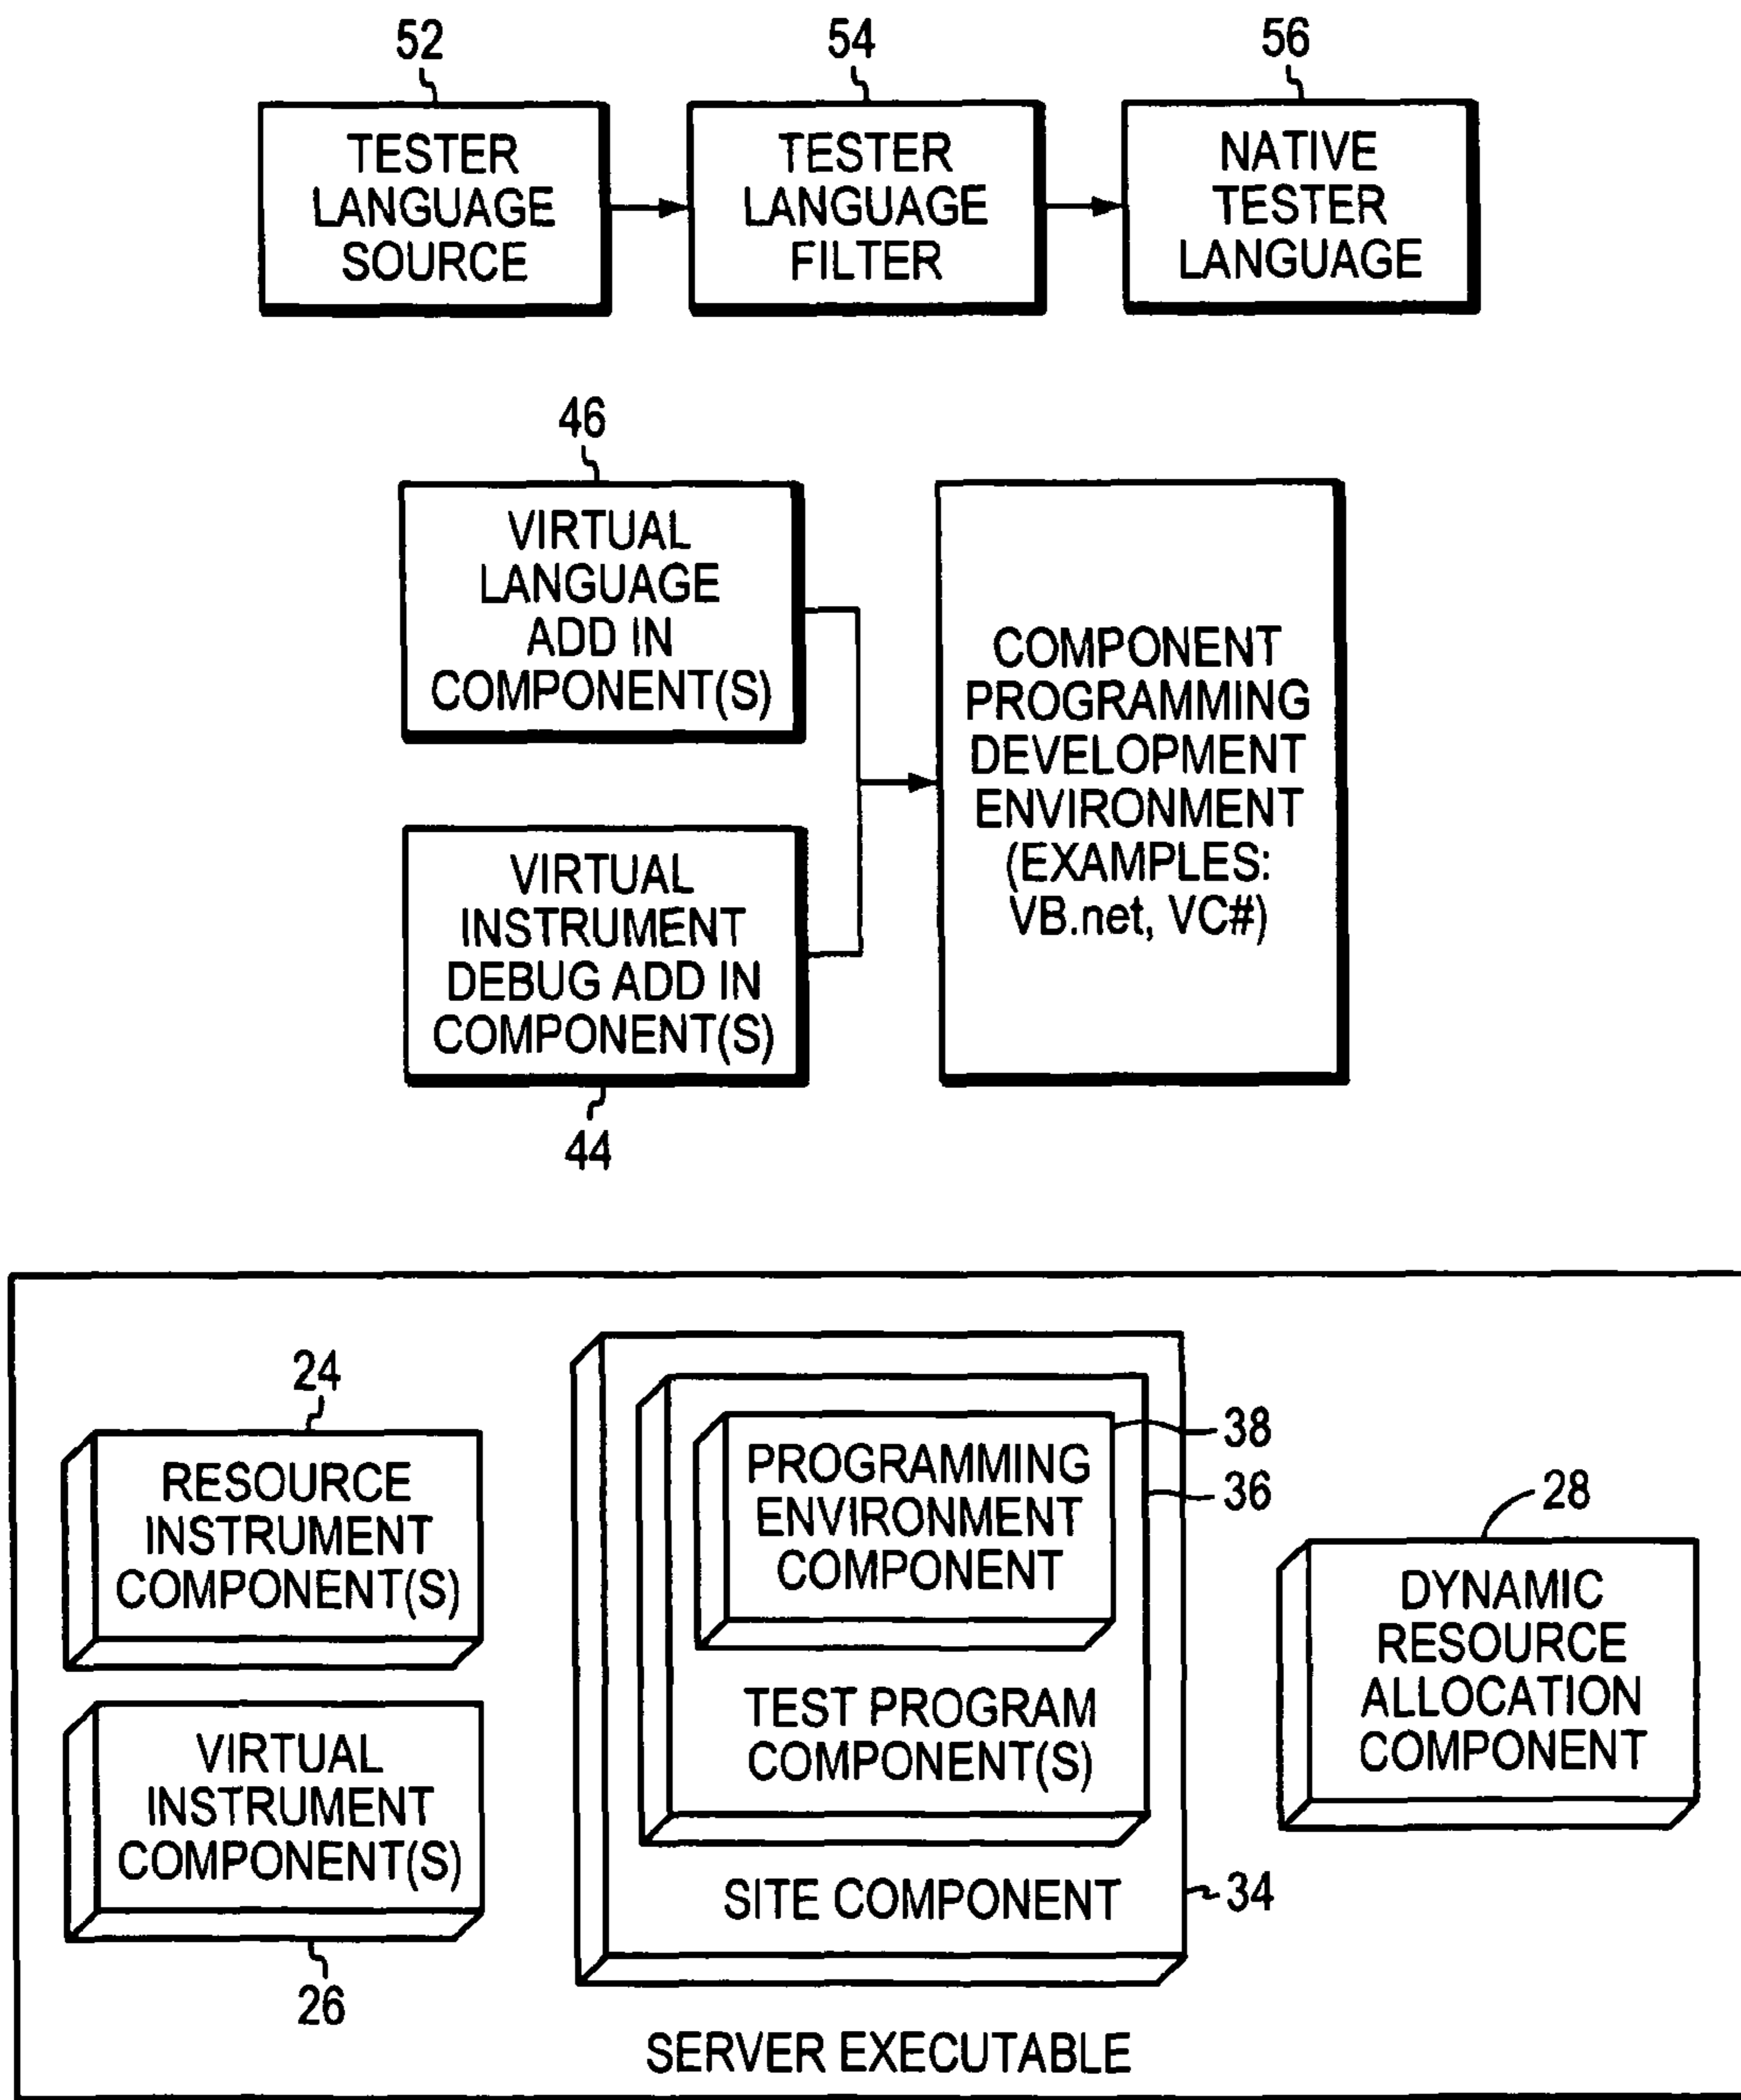 52
54
56
TESTER
LANGUAGE
SOURCE
TESTER
LANGUAGE
FILTER
NATIVE
TESTER
LANGUAGE
46
VIRTUAL
LANGUAGE
ADD IN
COMPONENT(S)
VIRTUAL
INSTRUMENT
DEBUG ADD IN
COMPONENT(S)
44
COMPONENT
PROGRAMMING
DEVELOPMENT
ENVIRONMENT
(EXAMPLES:
VB.net, VC#)
24
RESOURCE
INSTRUMENT
COMPONENT(S)
VIRTUAL
INSTRUMENT
COMPONENT(S)
26
PROGRAMMING
ENVIRONMENT
COMPONENT
38
36
TEST PROGRAM
COMPONENT(S)
SITE COMPONENT
34
28
DYNAMIC
RESOURCE
ALLOCATION
COMPONENT
SERVER EXECUTABLE